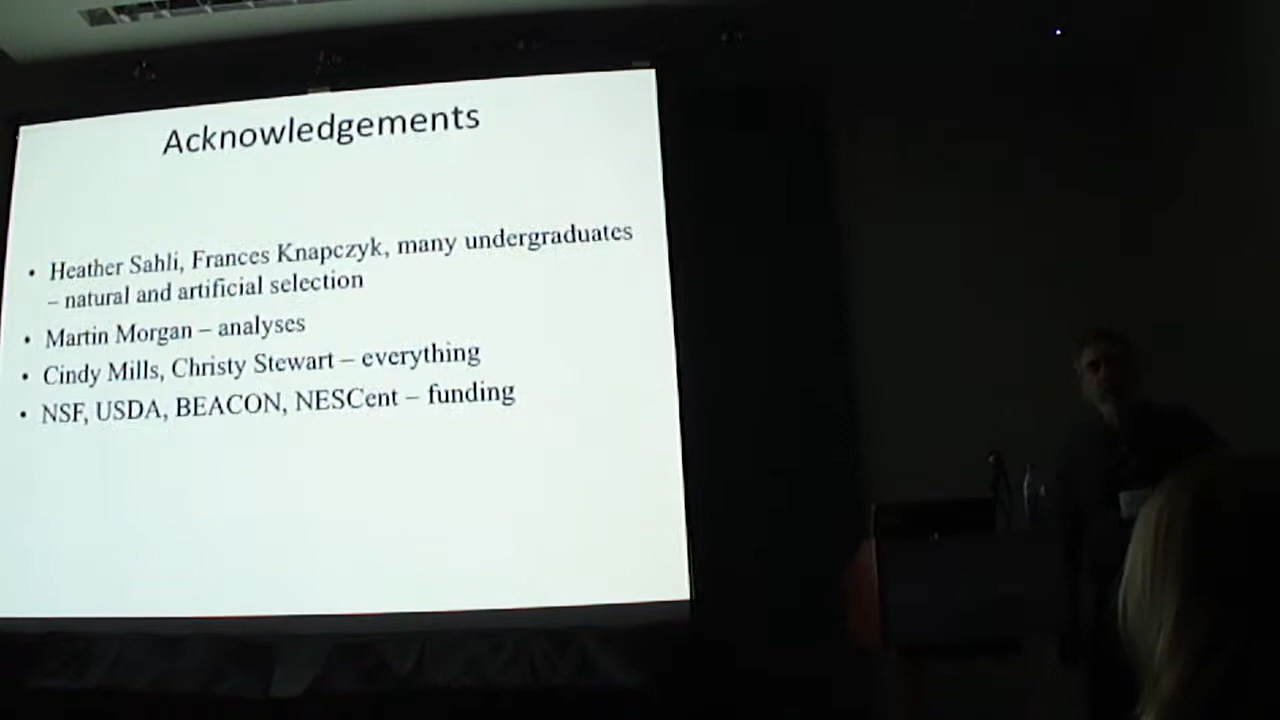 Acknowledgements
• Heather Sahli, Frances Knapczyk, many undergraduates
– natural and artificial selection
• Martin Morgan – analyses
• Cindy Mills, Christy Stewart – everything
• NSF, USDA, BEACON, NESCent – funding